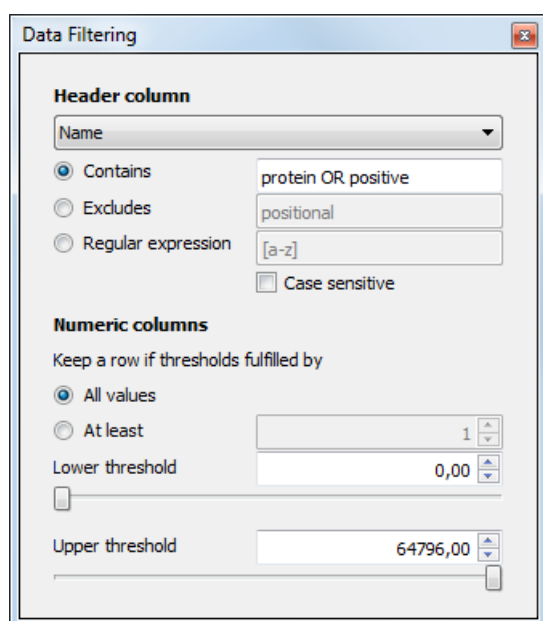 Data Filtering
Header column
Name
Contains protein OR positive
Excludes positional
Regular expression [a-z]
Case sensitive
Numeric columns
Keep a row if thresholds fulfilled by
All values
At least 1
Lower threshold 0,00
Upper threshold 64796,00